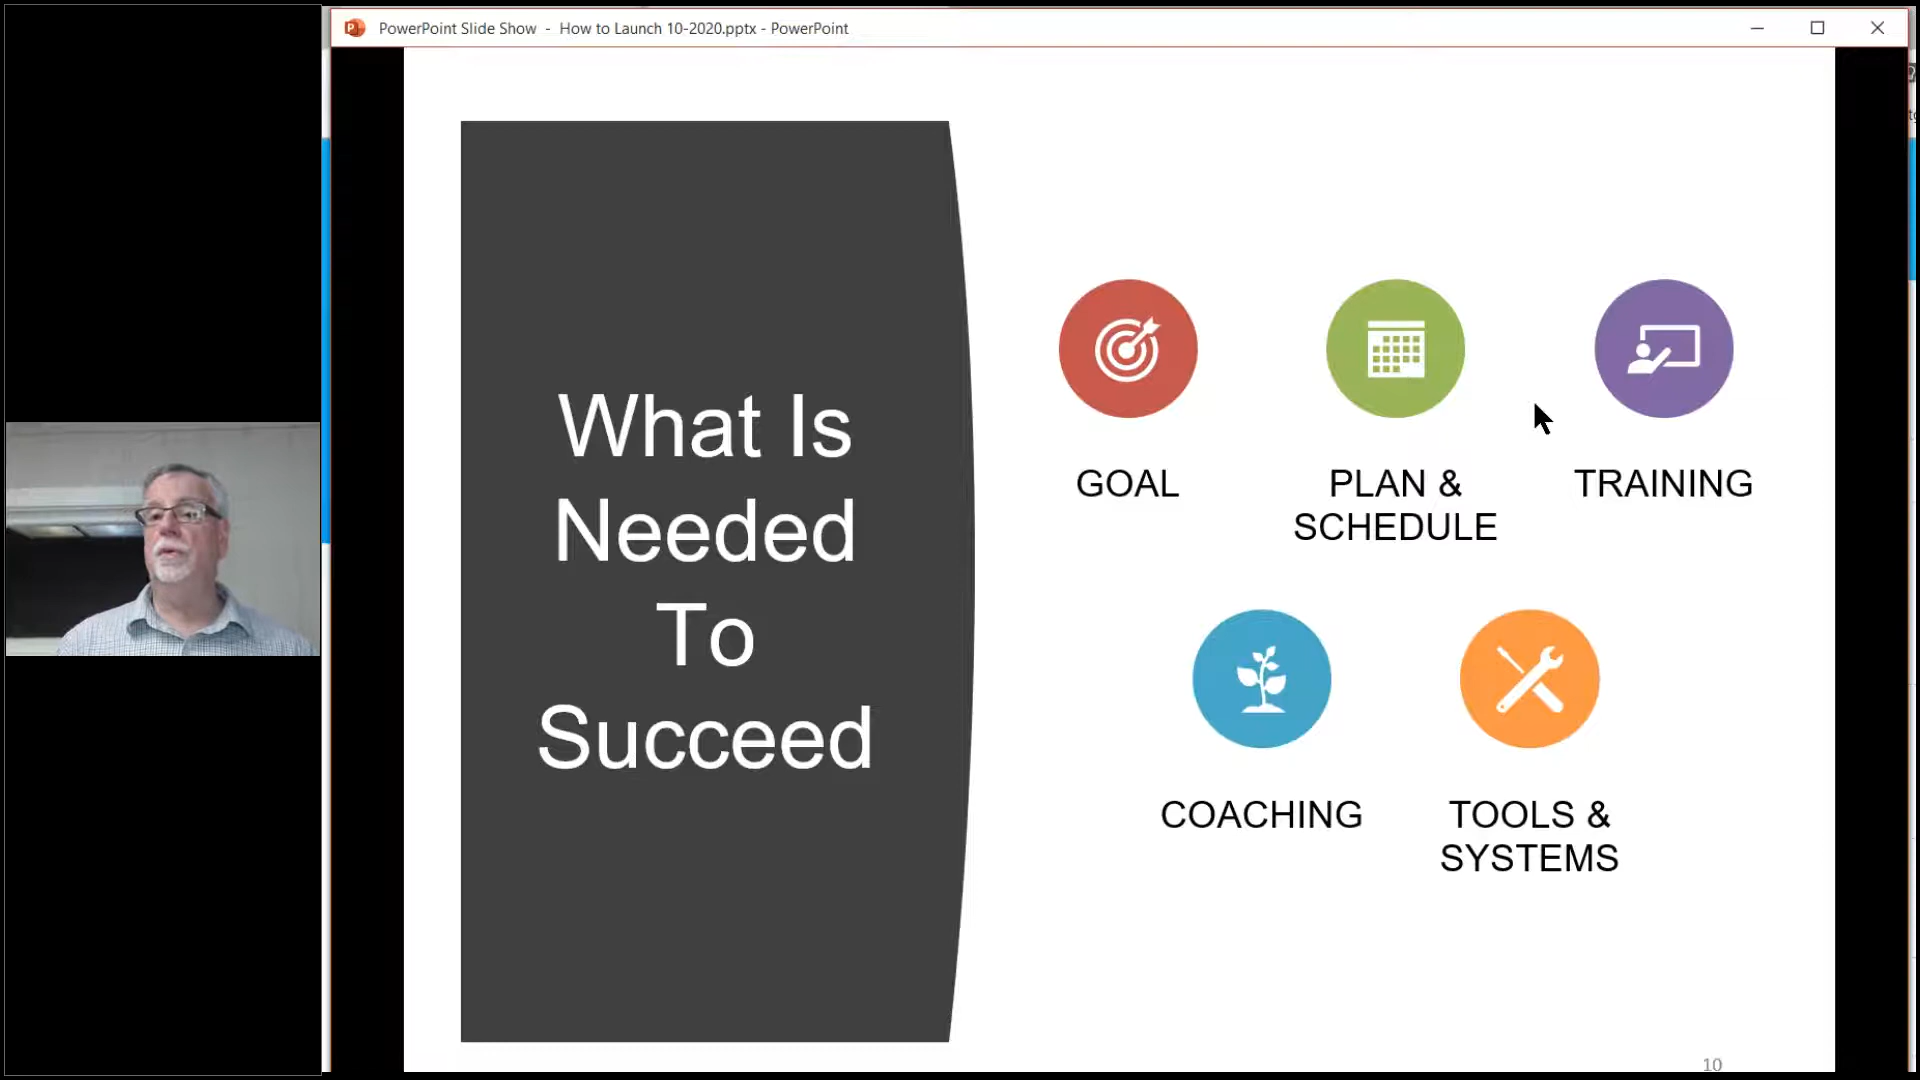 PowerPoint Slide Show - How to Launch 10-2020.pptx - PowerPoint
What Is
Needed
To
Succeed
GOAL
PLAN &
SCHEDULE
TRAINING
COACHING
TOOLS &
SYSTEMS
10